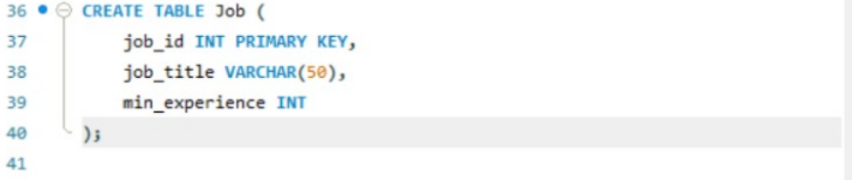 36 CREATE TABLE Job (
37 job_id INT PRIMARY KEY,
38 job_title VARCHAR(50),
39 min_experience INT
40 );
41